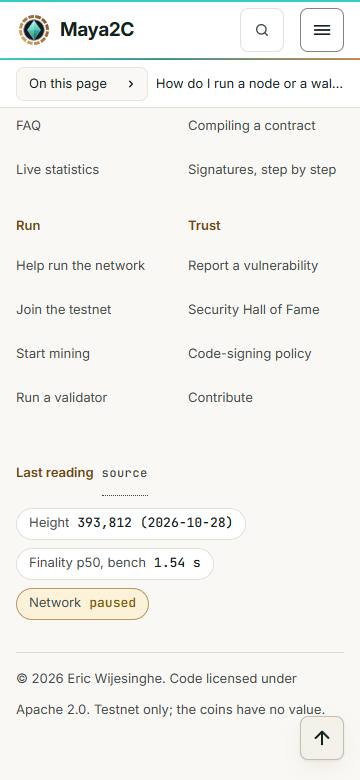 Maya2C
On this page
How do I run a node or a wal...
FAQ
Compiling a contract
Live statistics
Signatures, step by step
Run
Trust
Help run the network
Report a vulnerability
Join the testnet
Security Hall of Fame
Start mining
Code-signing policy
Run a validator
Contribute
Last reading source
Height 393,812 (2026-10-28)
Finality p50, bench 1.54 s
Network paused
© 2026 Eric Wijesinghe. Code licensed under
Apache 2.0. Testnet only; the coins have no value.